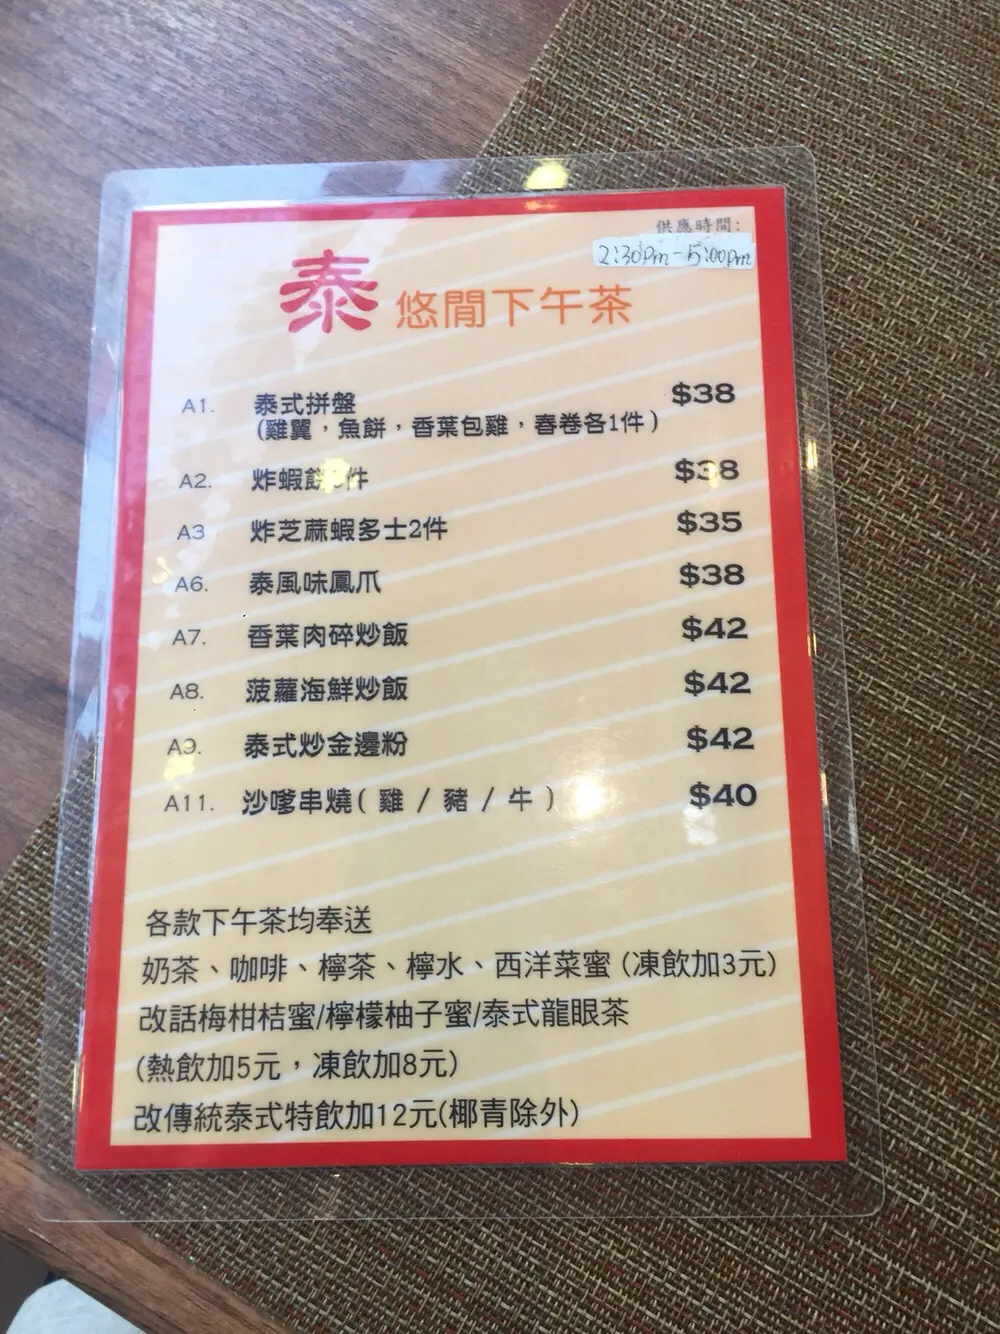 供應時間:
2:30pm-5:00pm
泰 悠閒下午茶
A1. 泰式拼盤 $38
(雞翼,魚餅,香葉包雞,春卷各1件)
A2. 炸蝦餅 件 $38
A3 炸芝蔴蝦多士2件 $35
A6. 泰風味鳳爪 $38
A7. 香葉肉碎炒飯 $42
A8. 菠蘿海鮮炒飯 $42
A9. 泰式炒金邊粉 $42
A11. 沙嗲串燒( 雞 / 豬 / 牛 ) $40
各款下午茶均奉送
奶茶、咖啡、檸茶、檸水、西洋菜蜜 (凍飲加3元)
改話梅柑桔蜜/檸檬柚子蜜/泰式龍眼茶
(熱飲加5元,凍飲加8元)
改傳統泰式特飲加12元(椰青除外)